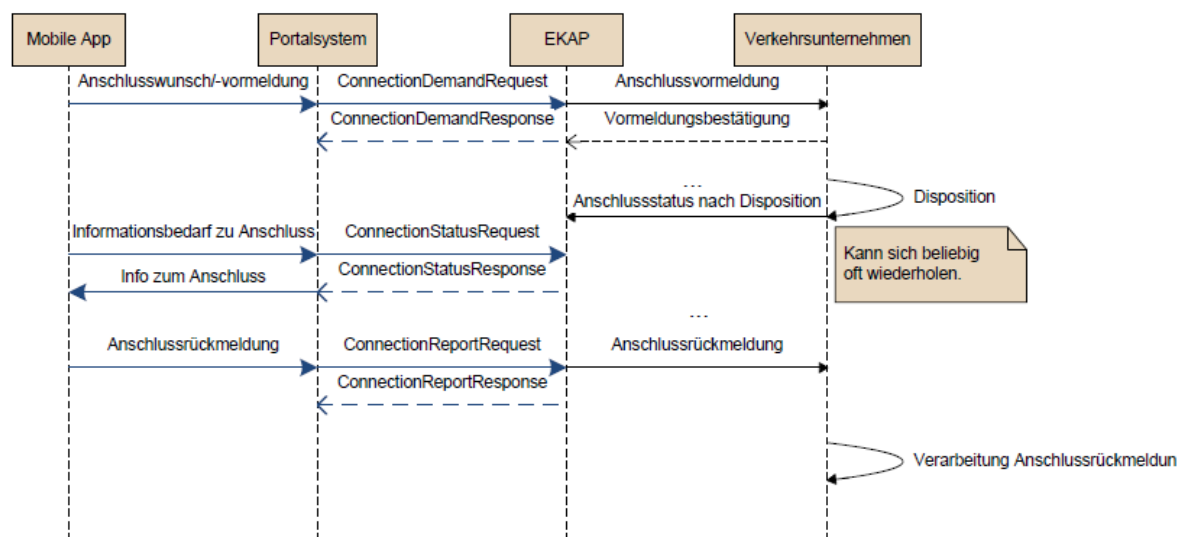 Mobile App
Portalsystem
EKAP
Verkehrsunternehmen
Anschlusswunsch/-vormeldung
ConnectionDemandRequest
Anschlussvormeldung
ConnectionDemandResponse
Vormeldungsbestätigung
...
Anschlussstatus nach Disposition
Disposition
Informationsbedarf zu Anschluss
ConnectionStatusRequest
Kann sich beliebig
oft wiederholen.
Info zum Anschluss
ConnectionStatusResponse
...
Anschlussrückmeldung
ConnectionReportRequest
Anschlussrückmeldung
ConnectionReportResponse
Verarbeitung Anschlussrückmeldun